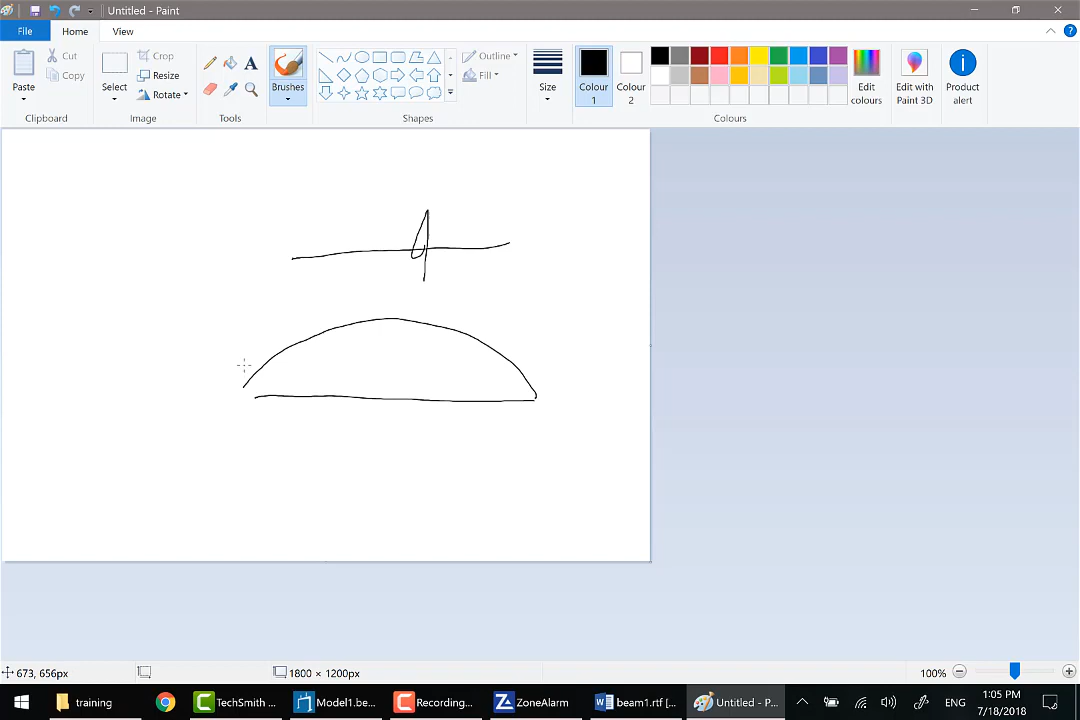 Untitled - Paint
File
Home
View
Paste
Cut
Copy
Clipboard
Select
Crop
Resize
Rotate
Image
A
Tools
Brushes
Outline
Fill
Shapes
Size
Colour 1
Colour 2
Colours
Edit colours
Edit with Paint 3D
Product alert
673, 656px
1800 × 1200px
100%
training
TechSmith ...
Model1.be...
Recording...
ZoneAlarm
beam1.rtf [...
Untitled - P...
ENG
1:05 PM
7/18/2018